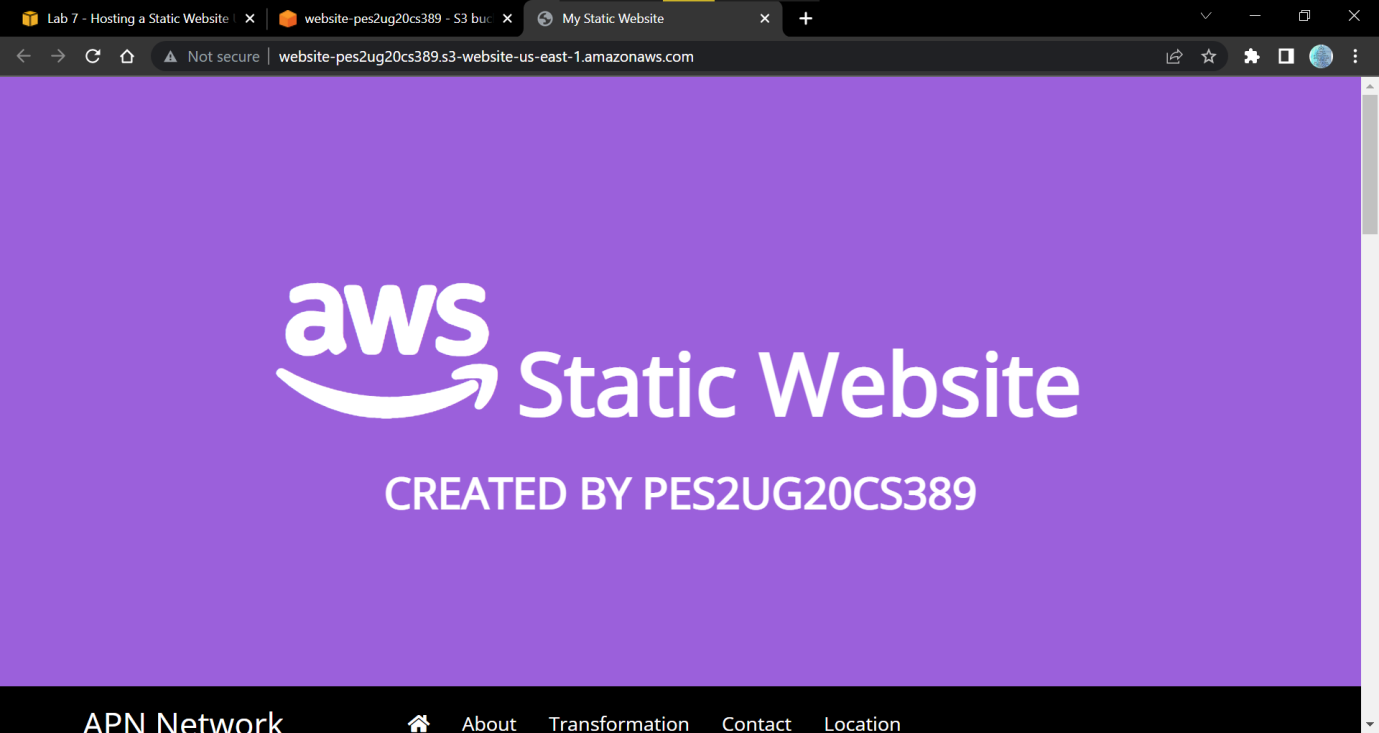 Lab 7 - Hosting a Static Website
website-pes2ug20cs389 - S3 buc
My Static Website
Not secure
website-pes2ug20cs389.s3-website-us-east-1.amazonaws.com
aws Static Website
CREATED BY PES2UG20CS389
APN Network
About
Transformation
Contact
Location